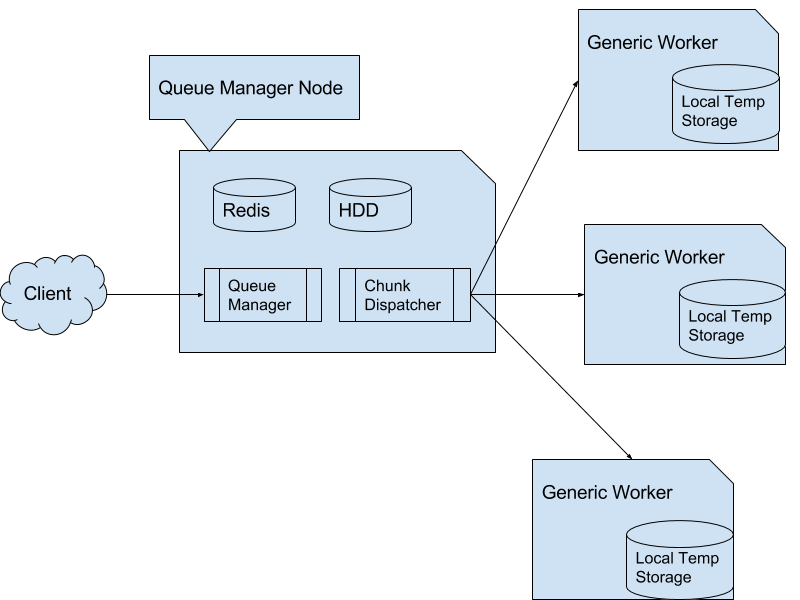 Generic Worker
Local Temp
Storage
Queue Manager Node
Redis
HDD
Client
Queue
Manager
Chunk
Dispatcher
Generic Worker
Local Temp
Storage
Generic Worker
Local Temp
Storage